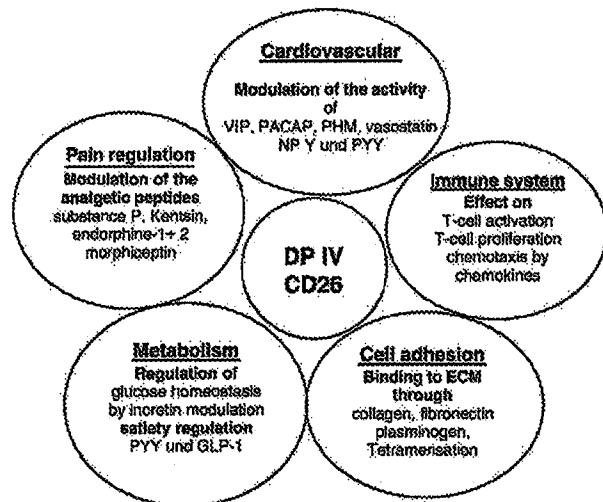 Cardiovascular
Modulation of the activity
of
VIP, PACAP, PHM, vasostatin
NP Y und PYY
Pain regulation
Modulation of the
analgetic peptides
substance P, Kentsin,
endorphine-1+ 2
morphiceptin
Immune system
Effect on
T-cell activation
T-cell proliferation
chemotaxis by
chemokines
DP IV
CD26
Metabolism
Regulation of
glucose homeostasis
by incretin modulation
satiety regulation
PYY und GLP-1
Cell adhesion
Binding to ECM
through
collagen, fibronectin
plasminogen,
Tetramerisation